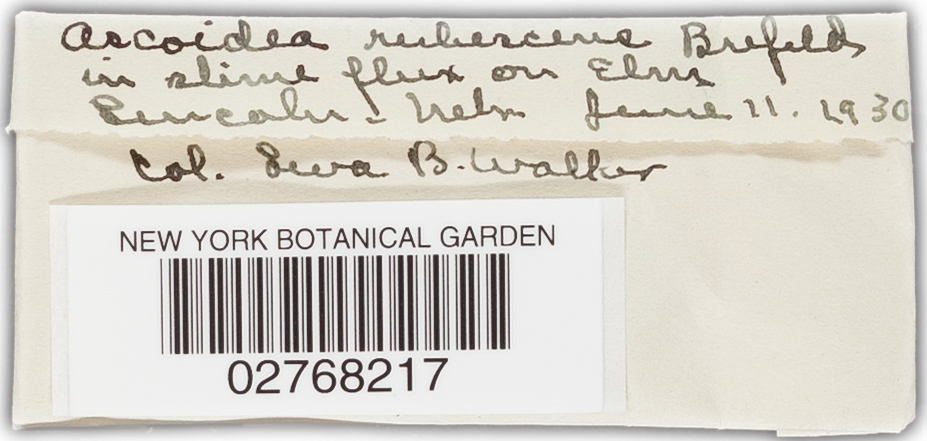 Ascoidea rubescens Brefeld
in slime flux on Elm
Lincoln - Nebr June 11. 1930
Col. Leva B. Walker
NEW YORK BOTANICAL GARDEN
02768217